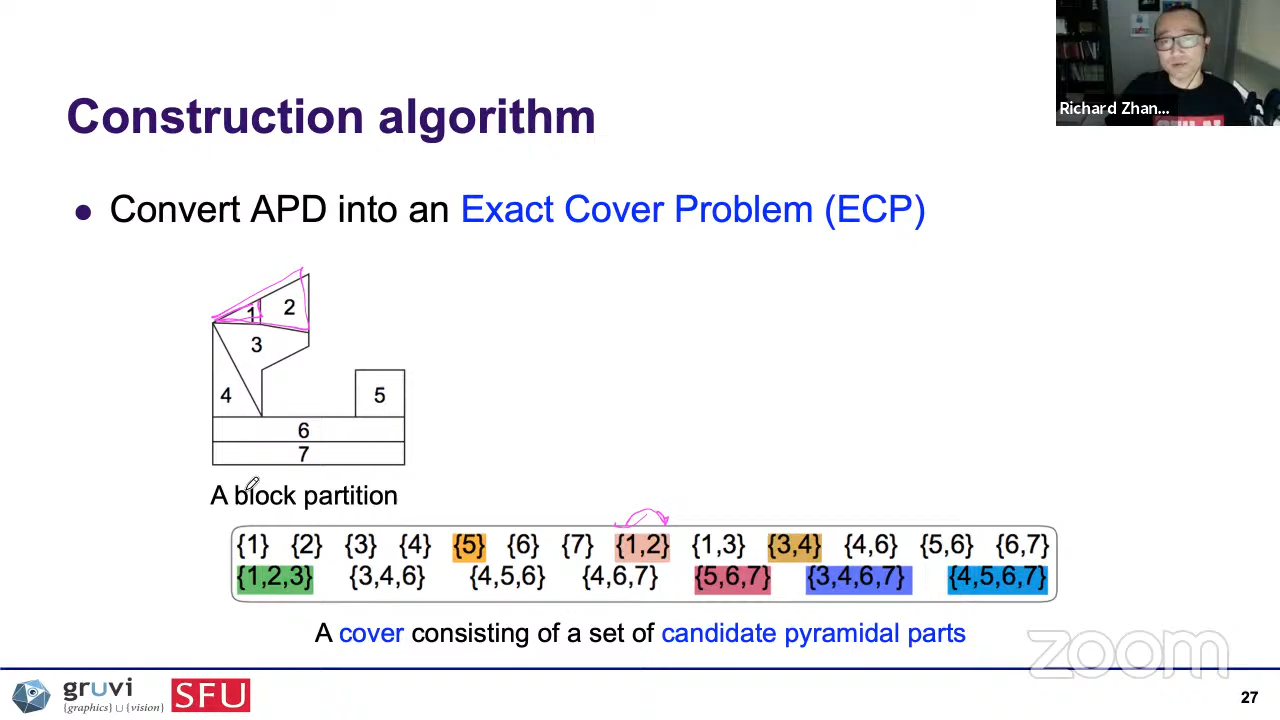 Richard Zhan...
Construction algorithm
Convert APD into an Exact Cover Problem (ECP)
1
2
3
4
5
6
7
A block partition
{1} {2} {3} {4} {5} {6} {7} {1,2} {1,3} {3,4} {4,6} {5,6} {6,7}
{1,2,3} {3,4,6} {4,5,6} {4,6,7} {5,6,7} {3,4,6,7} {4,5,6,7}
A cover consisting of a set of candidate pyramidal parts
zoom
gruvi
{graphics} ∪ {vision}
SFU
27